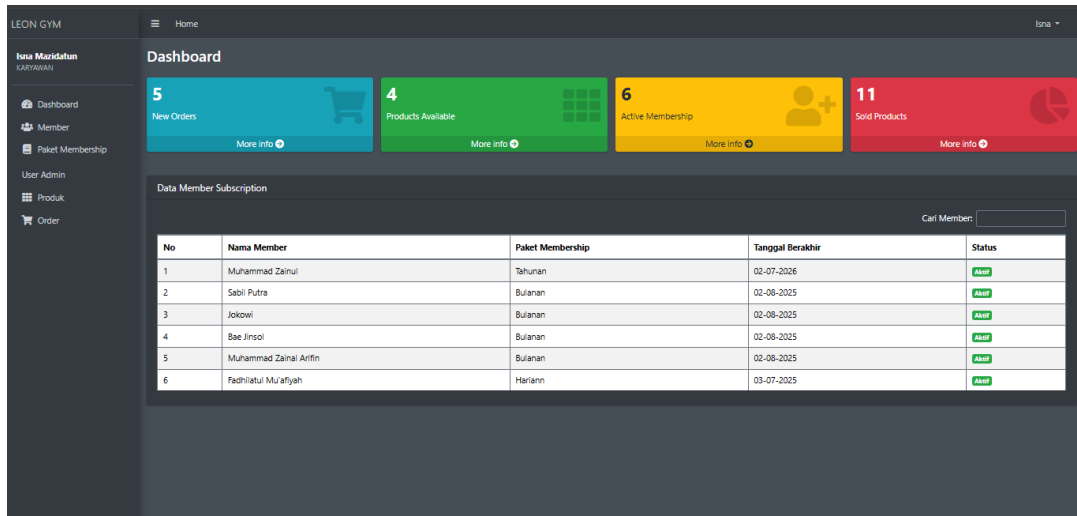 LEON GYM
Home
Isna
Isna Mazidatun
KARYAWAN
Dashboard
Member
Paket Membership
User Admin
Produk
Order
Dashboard
5
New Orders
More info
4
Products Available
More info
6
Active Membership
More info
11
Sold Products
More info
Data Member Subscription
Cari Member:
No Nama Member Paket Membership Tanggal Berakhir Status
1 Muhammad Zainul Tahunan 02-07-2026 Aktif
2 Sabil Putra Bulanan 02-08-2025 Aktif
3 Jokowi Bulanan 02-08-2025 Aktif
4 Bae Jinsol Bulanan 02-08-2025 Aktif
5 Muhammad Zainal Arifin Bulanan 02-08-2025 Aktif
6 Fadhilatul Mu'afiyah Hariann 03-07-2025 Aktif